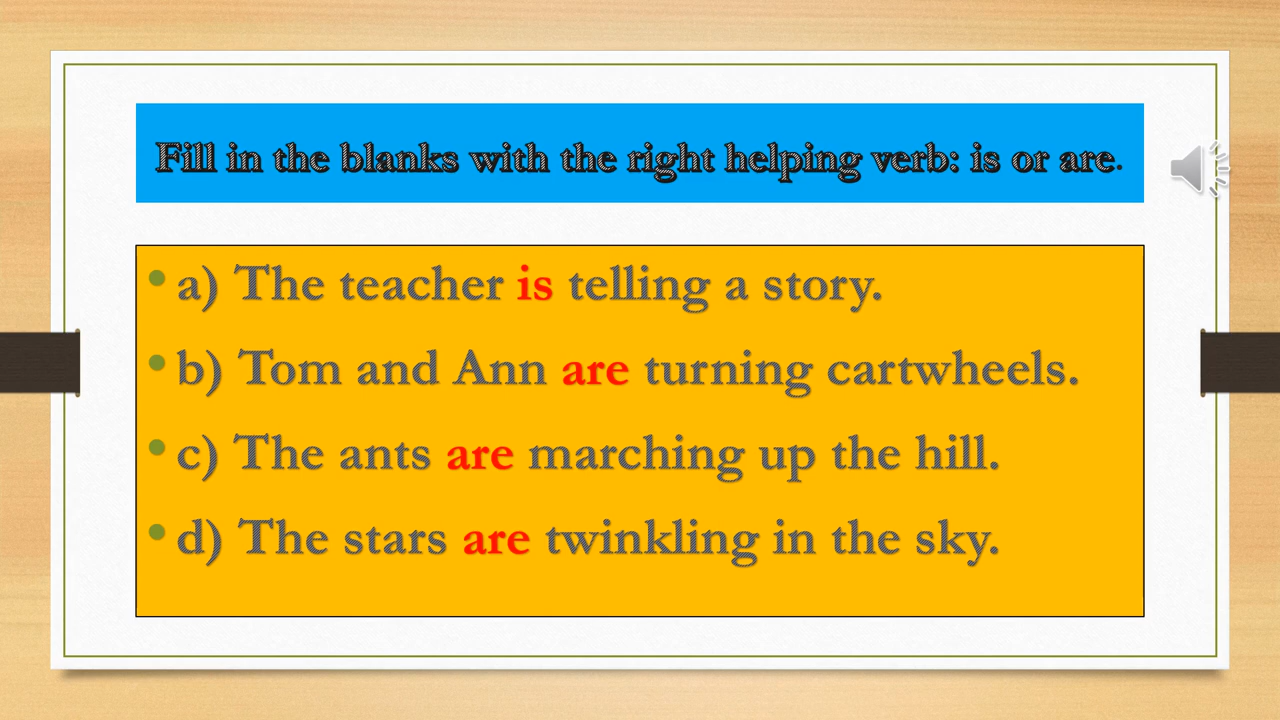 Fill in the blanks with the right helping verb: is or are.
• a) The teacher is telling a story.
• b) Tom and Ann are turning cartwheels.
• c) The ants are marching up the hill.
• d) The stars are twinkling in the sky.